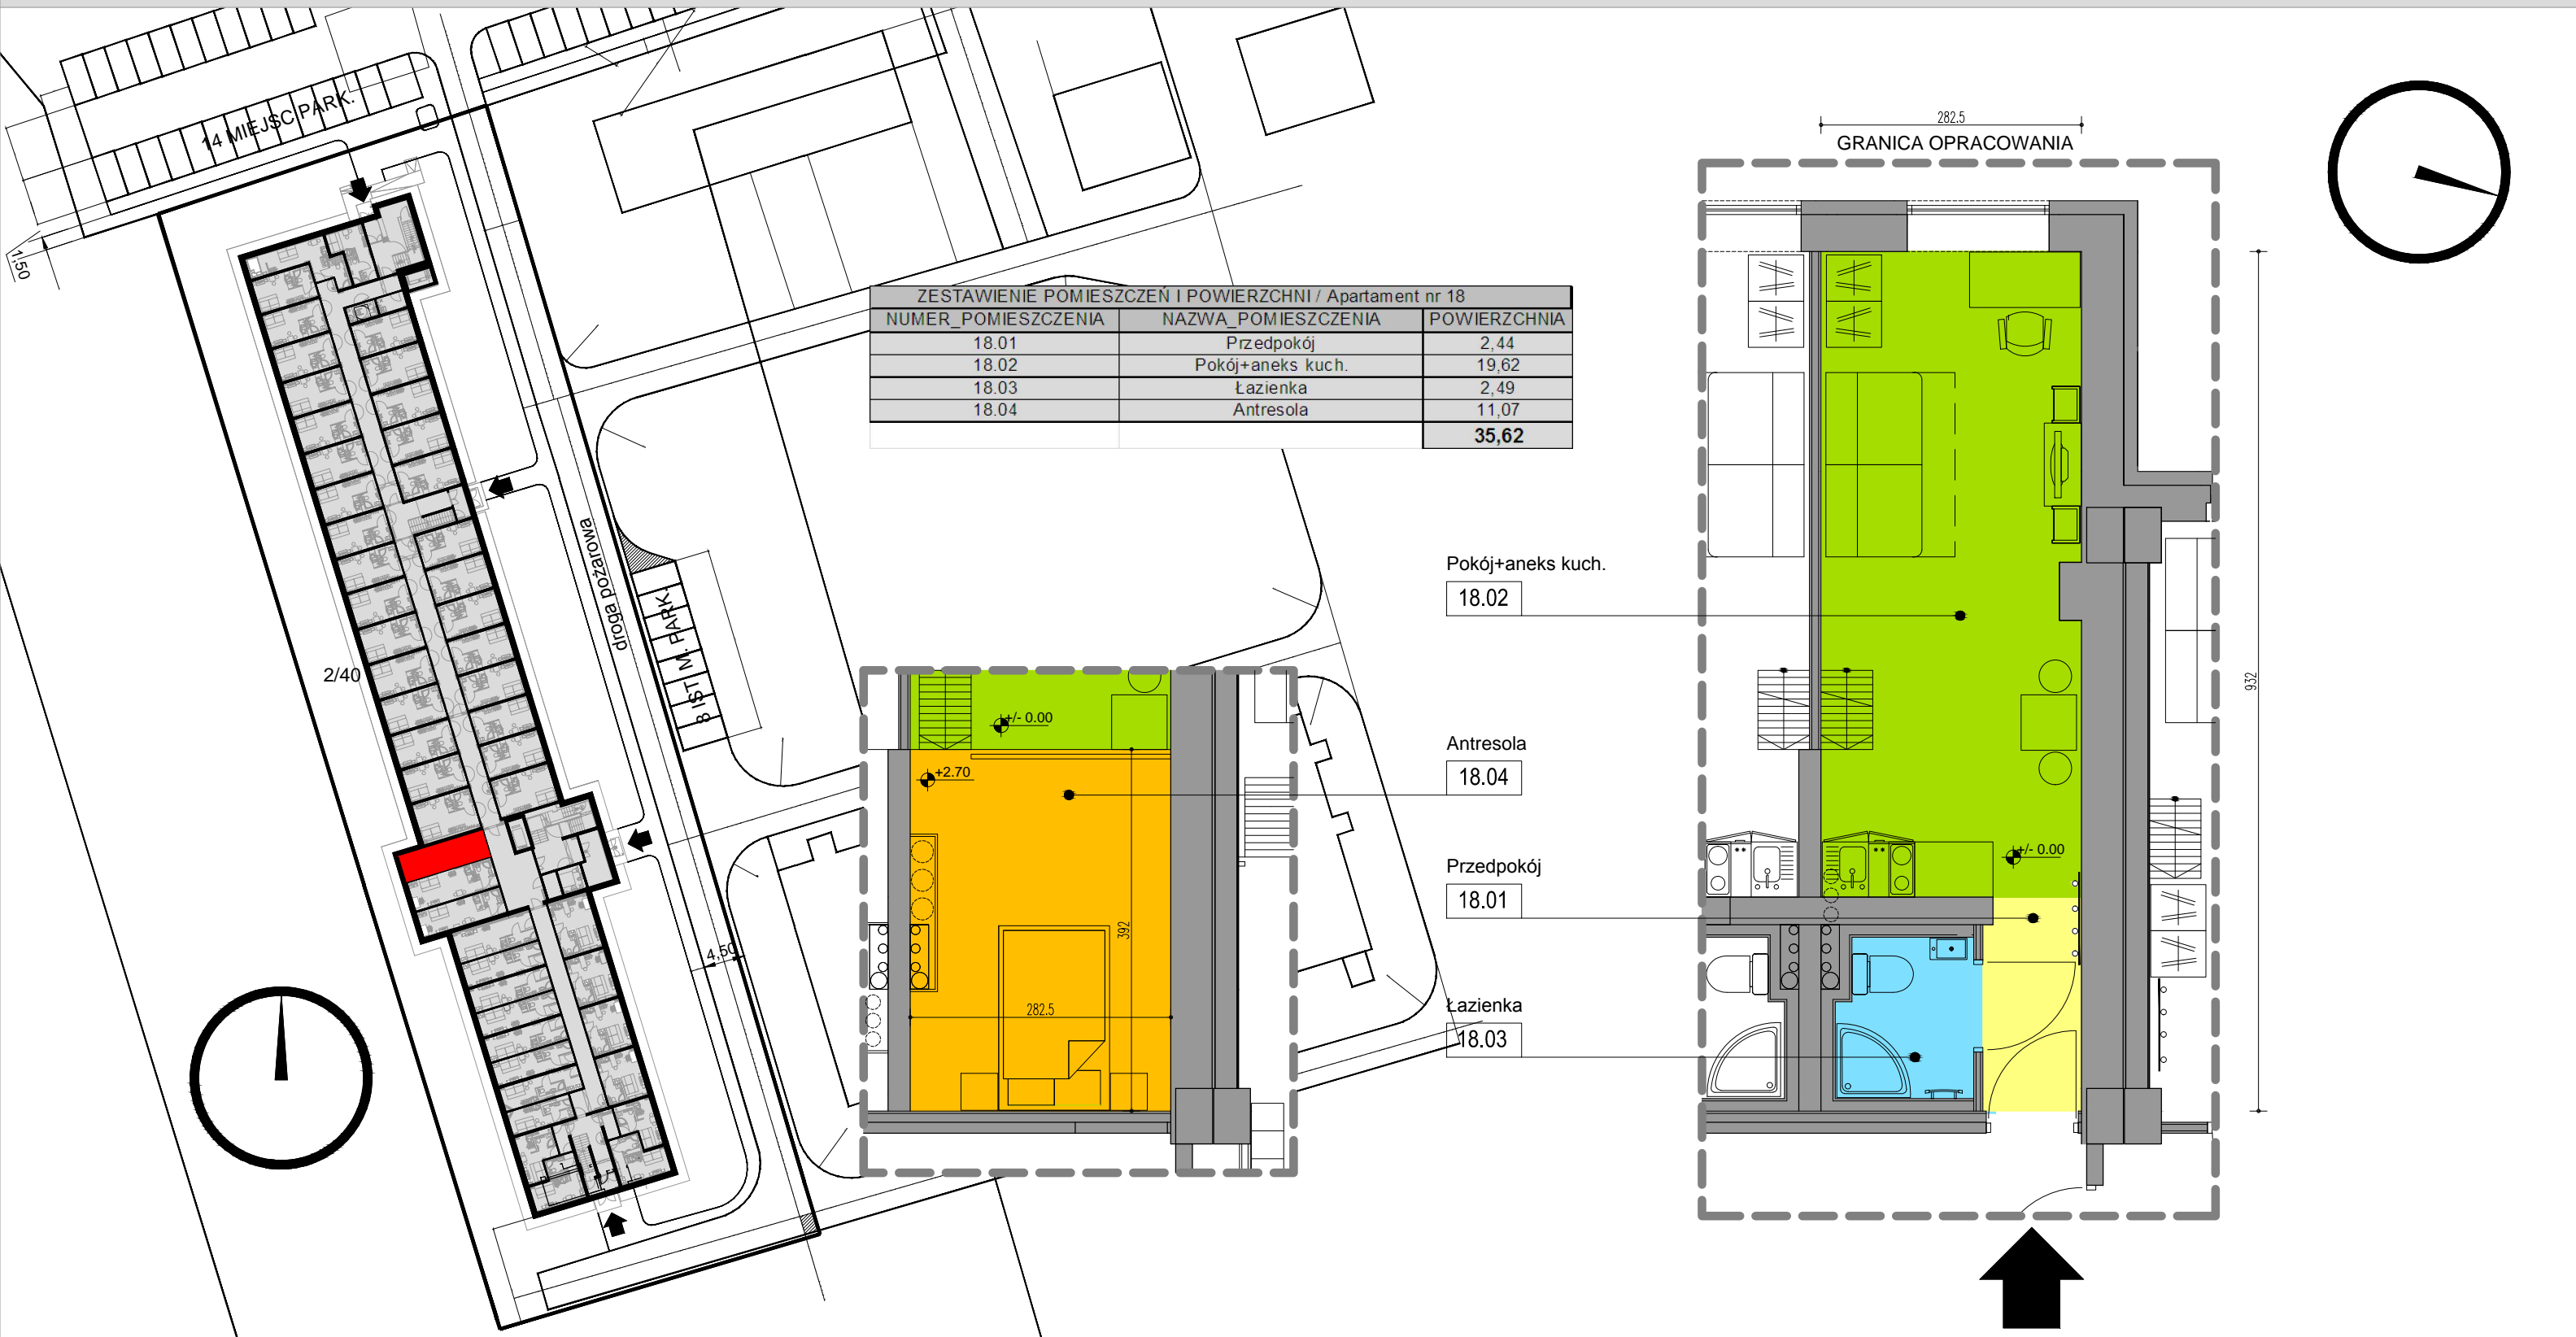 14 MIEJSC PARK.
1,50
2/40
droga pożarowa
8 IST. M. PARK.
4,50
ZESTAWIENIE POMIESZCZEŃ I POWIERZCHNI / Apartament nr 18
NUMER_POMIESZCZENIA NAZWA_POMIESZCZENIA POWIERZCHNIA
18.01 Przedpokój 2,44
18.02 Pokój+aneks kuch. 19,62
18.03 Łazienka 2,49
18.04 Antresola 11,07
35,62
+/- 0.00
+2.70
392
282.5
Pokój+aneks kuch.
18.02
Antresola
18.04
Przedpokój
18.01
Łazienka
18.03
282.5
GRANICA OPRACOWANIA
932
+/- 0.00